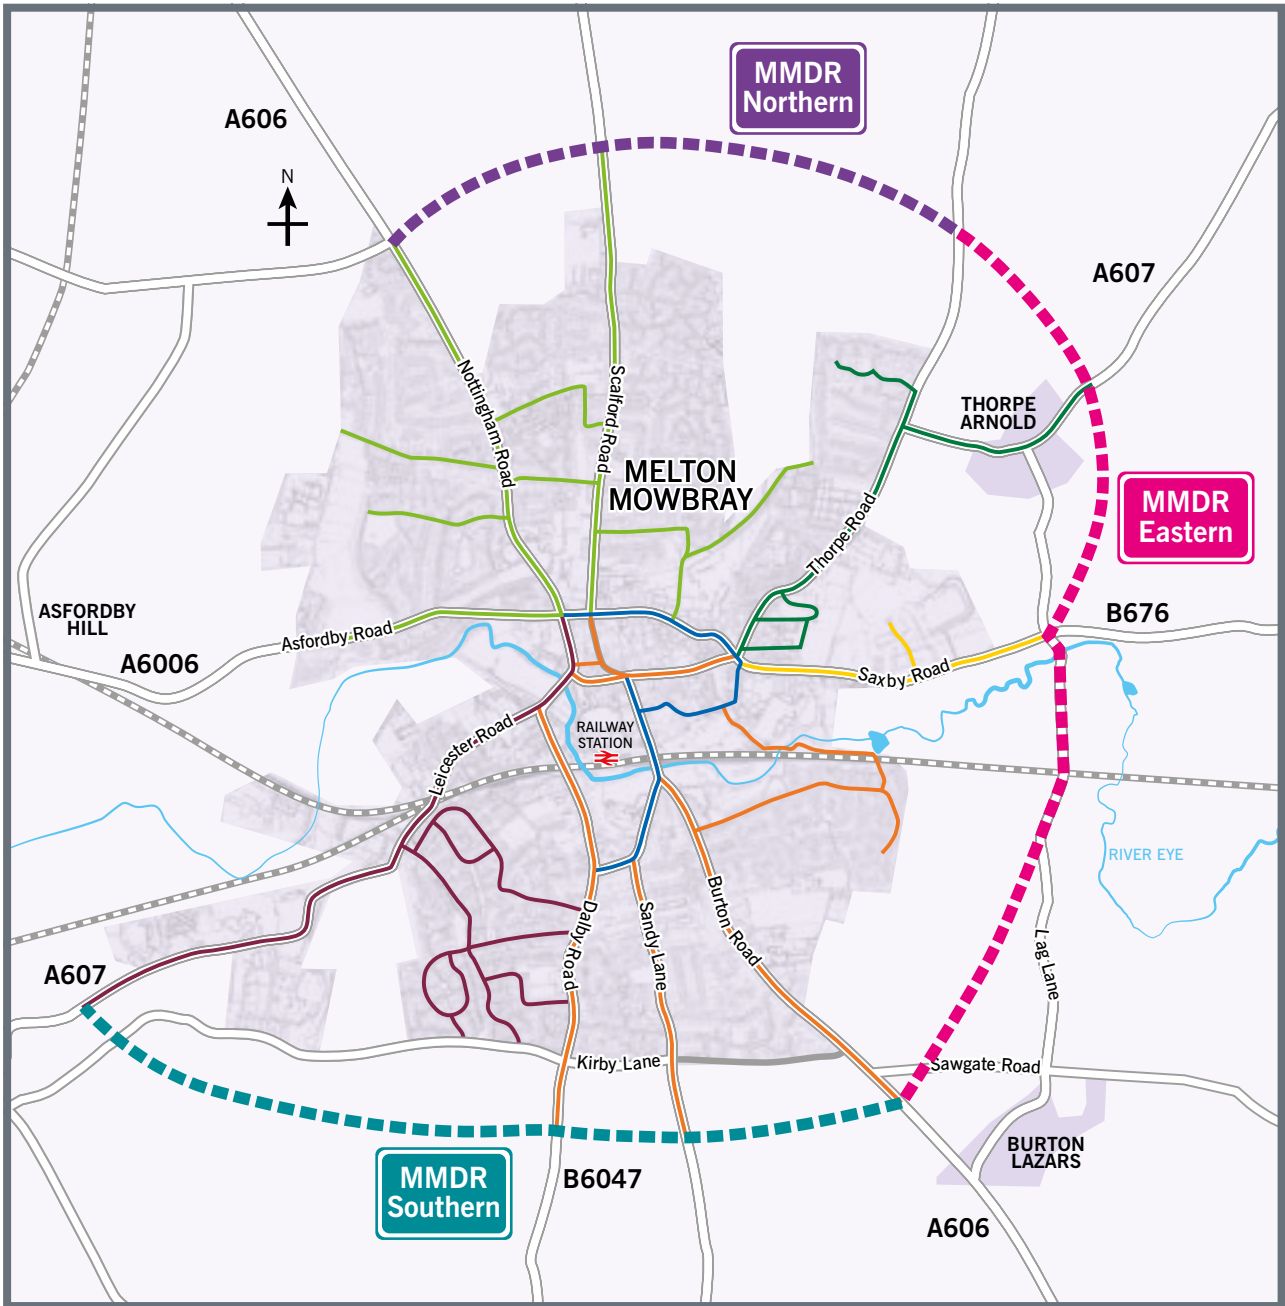 MMDR
Northern
A606
N
A607
Nottingham Road
Scalford Road
THORPE
ARNOLD
MELTON
MOWBRAY
MMDR
Eastern
Thorpe Road
ASFORDBY
HILL
B676
Asfordby Road
A6006
Saxby Road
Leicester Road
RAILWAY
STATION
RIVER EYE
Dalby Road
Sandy Lane
Burton Road
Lag Lane
A607
Kirby Lane
Sawgate Road
MMDR
Southern
B6047
BURTON
LAZARS
A606